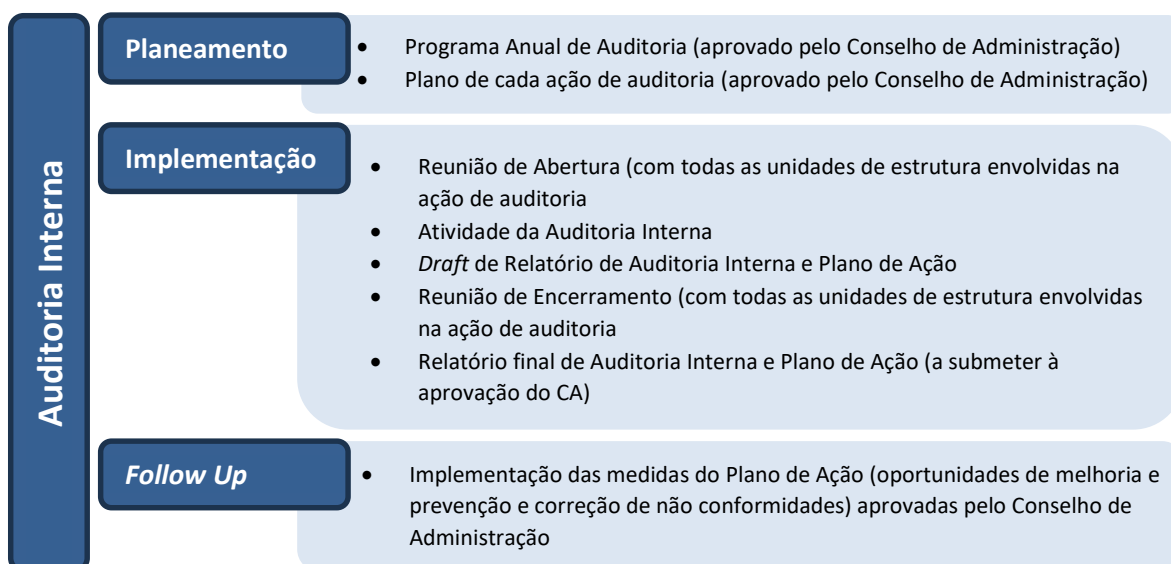 Auditoria Interna
Planeamento
• Programa Anual de Auditoria (aprovado pelo Conselho de Administração)
• Plano de cada ação de auditoria (aprovado pelo Conselho de Administração)
Implementação
• Reunião de Abertura (com todas as unidades de estrutura envolvidas na
ação de auditoria
• Atividade da Auditoria Interna
• Draft de Relatório de Auditoria Interna e Plano de Ação
• Reunião de Encerramento (com todas as unidades de estrutura envolvidas
na ação de auditoria
• Relatório final de Auditoria Interna e Plano de Ação (a submeter à
aprovação do CA)
Follow Up
• Implementação das medidas do Plano de Ação (oportunidades de melhoria e
prevenção e correção de não conformidades) aprovadas pelo Conselho de
Administração